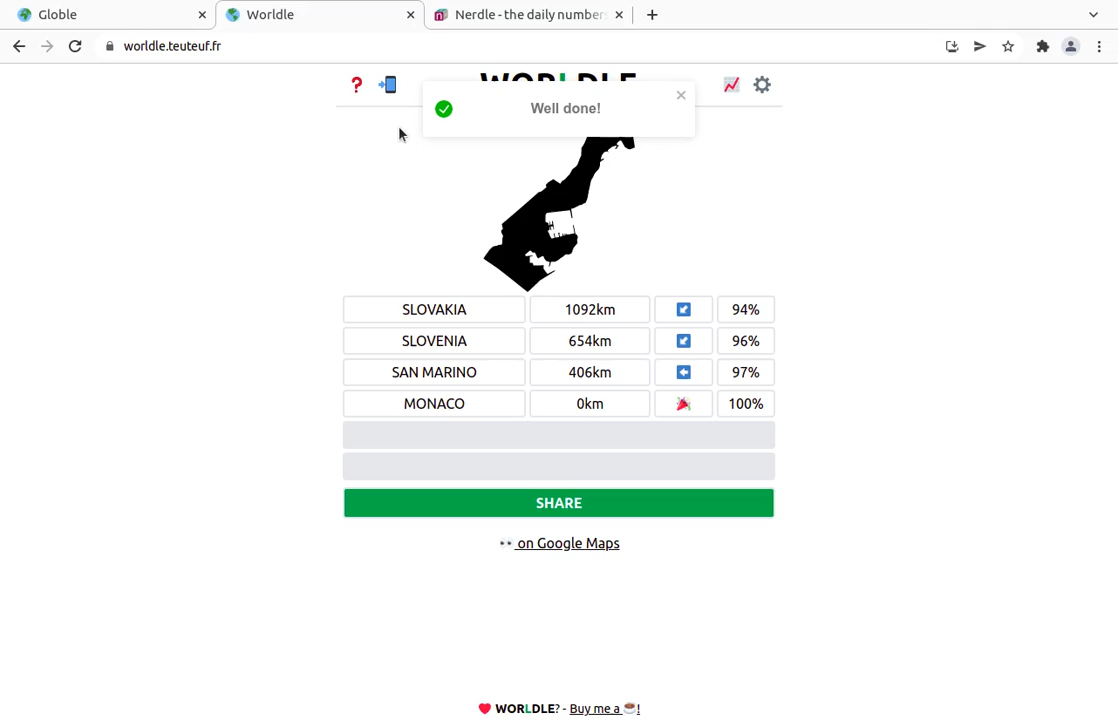 Globle
Worldle
Nerdle - the daily numbers
worldle.teuteuf.fr
WORLDLE
Well done!
SLOVAKIA 1092km 94%
SLOVENIA 654km 96%
SAN MARINO 406km 97%
MONACO 0km 100%
SHARE
on Google Maps
WORLDLE? - Buy me a !